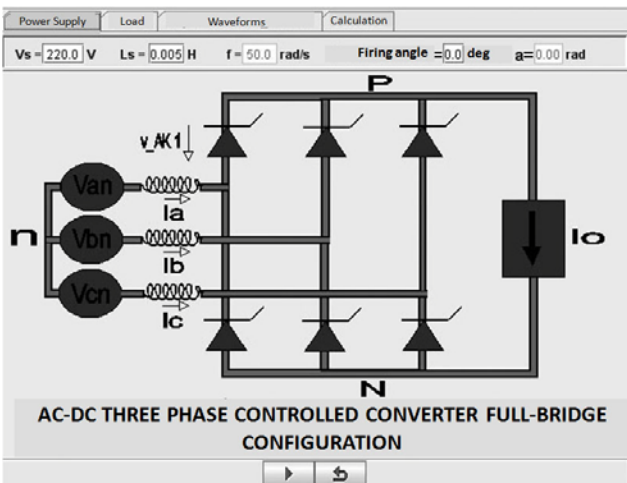 Power Supply Load Waveforms Calculation
Vs = 220.0 V Ls = 0.005 H f = 50.0 rad/s Firing angle = 0.0 deg a= 0.00 rad
P
v_AK1
Van
Ia
n Vbn Io
Ib
Vcn
Ic
N
AC-DC THREE PHASE CONTROLLED CONVERTER FULL-BRIDGE
CONFIGURATION